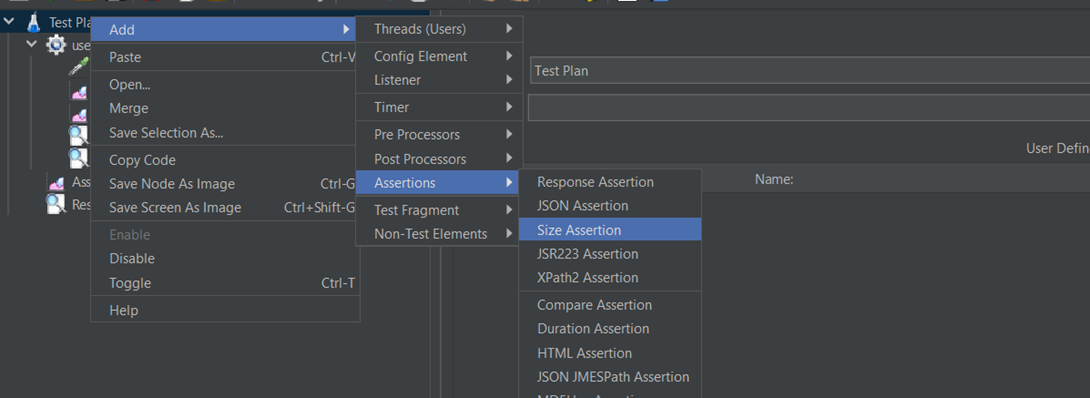 Test Pla
Add
Threads (Users)
use
Paste Ctrl-V
Config Element
Test Plan
Open...
Listener
Merge
Timer
Save Selection As...
Pre Processors
User Defin
Copy Code
Post Processors
Ass
Save Node As Image Ctrl-G
Assertions
Response Assertion
Name:
Res
Save Screen As Image Ctrl+Shift-G
Test Fragment
JSON Assertion
Enable
Non-Test Elements
Size Assertion
Disable
JSR223 Assertion
Toggle Ctrl-T
XPath2 Assertion
Help
Compare Assertion
Duration Assertion
HTML Assertion
JSON JMESPath Assertion